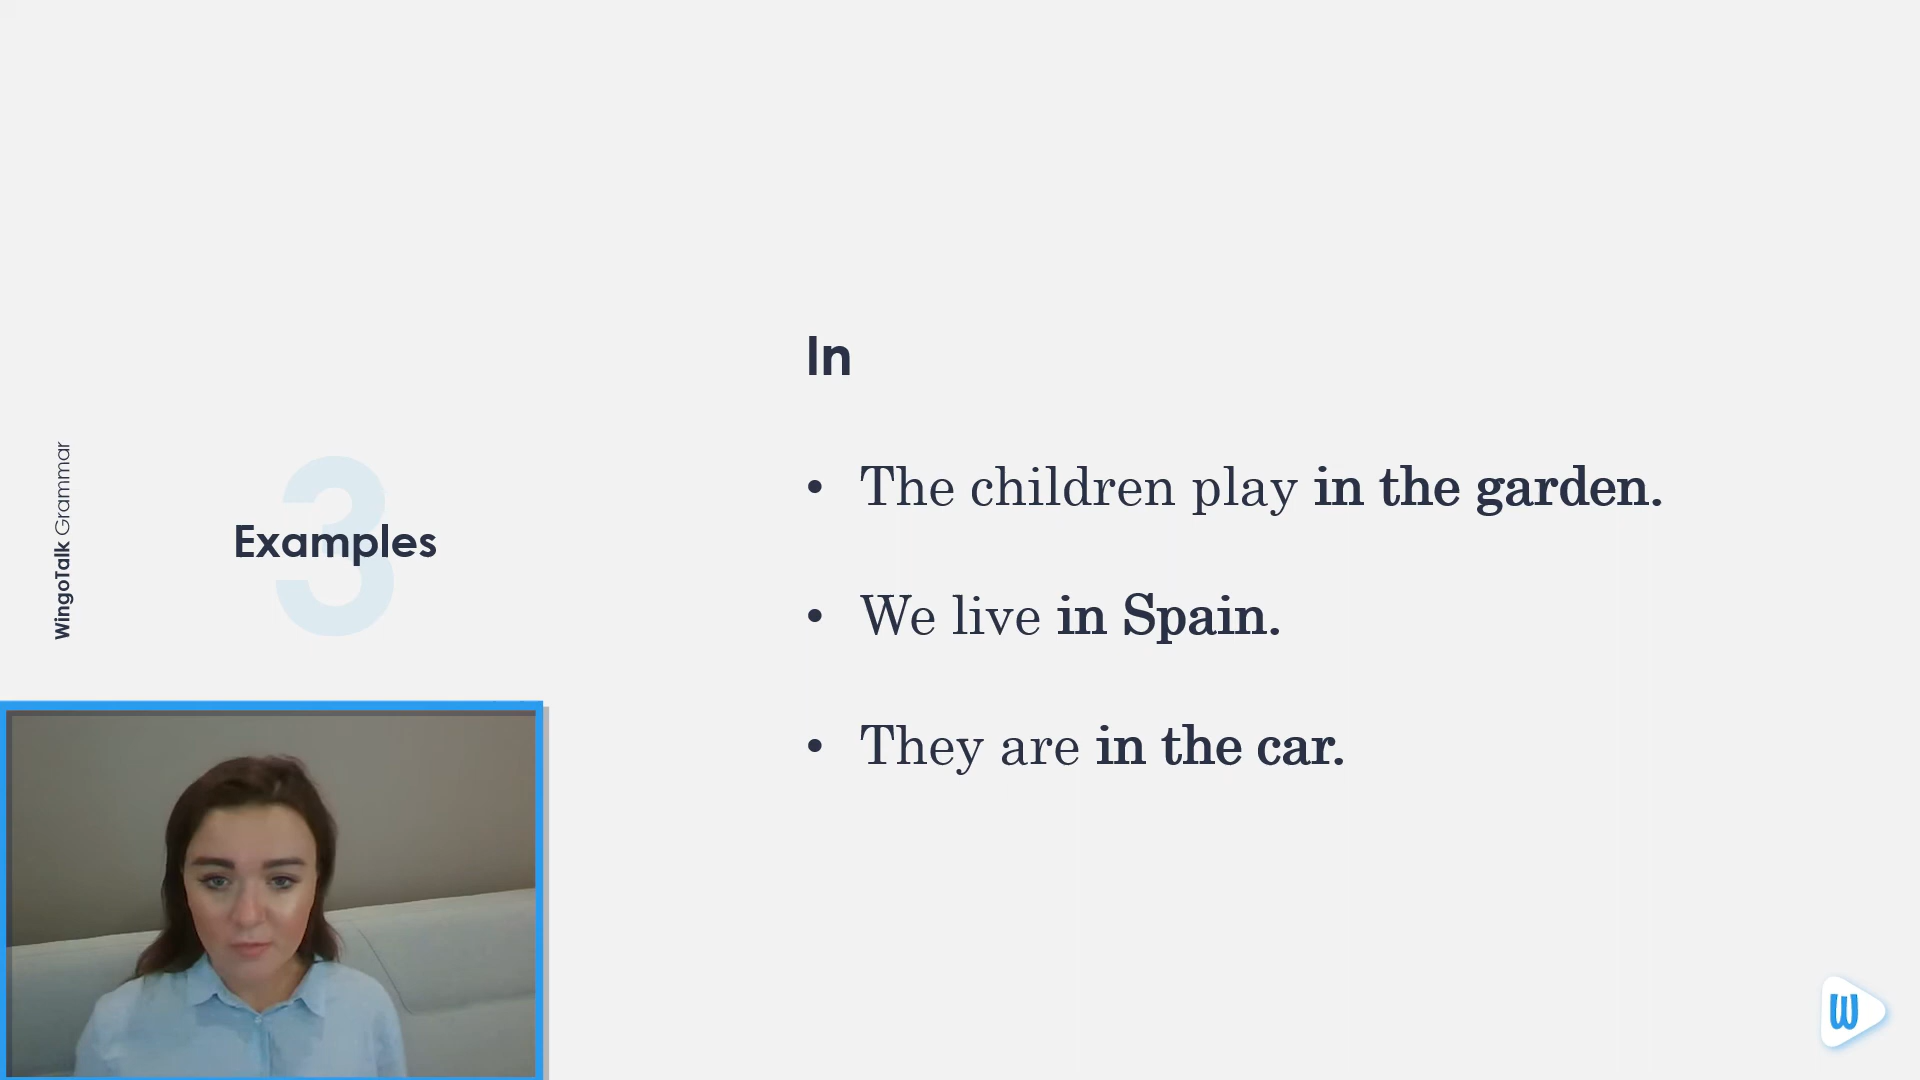 WingoTalk Grammar
3
Examples
In
• The children play in the garden.
• We live in Spain.
• They are in the car.
W